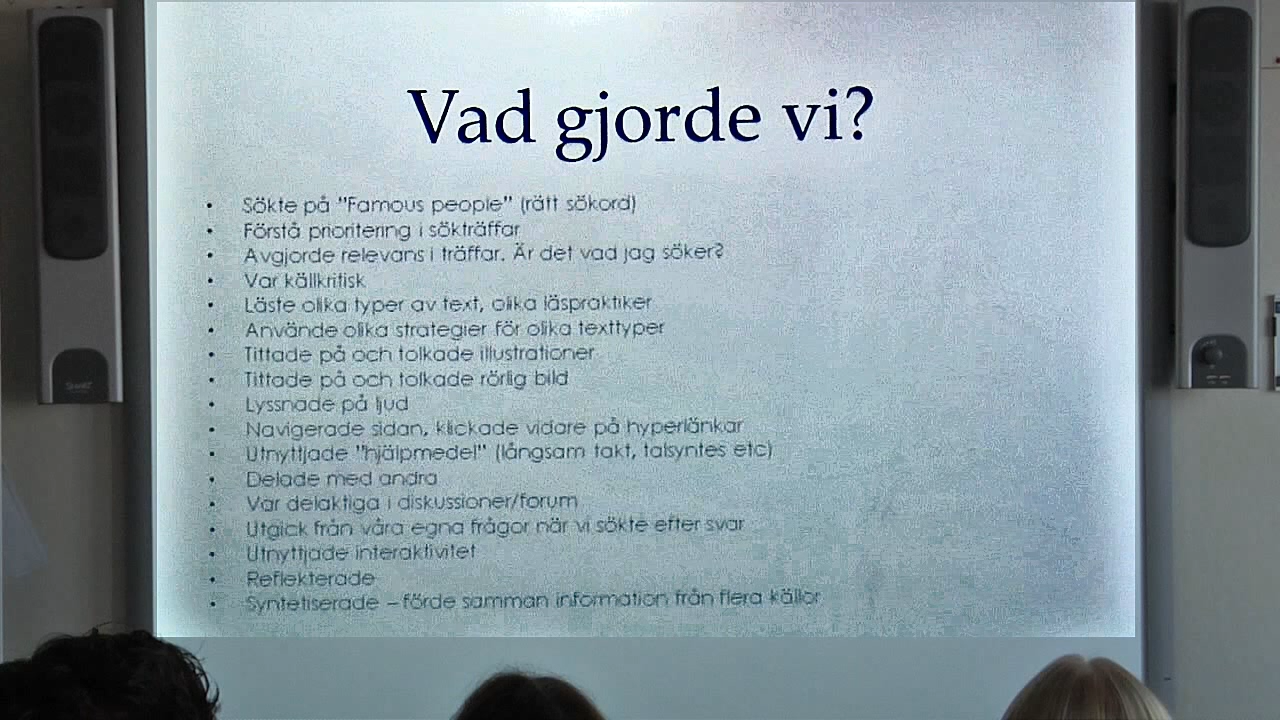 Vad gjorde vi?
• Sökte på "Famous people" (rätt sökord)
• Förstå prioritering i sökträffar
• Avgjorde relevans i träffar. Är det vad jag söker?
• Var källkritisk
• Läste olika typer av text, olika läspraktiker
• Använde olika strategier för olika texttyper
• Tittade på och tolkade illustrationer
• Tittade på och tolkade rörlig bild
• Lyssnade på ljud
• Navigerade sidan, klickade vidare på hyperlänkar
• Utnyttjade "hjälpmedel" (långsam takt, talsyntes etc)
• Delade med andra
• Var delaktiga i diskussioner/forum
• Utgick från våra egna frågor när vi sökte efter svar
• Utnyttjade interaktivitet
• Reflekterade
• Syntetiserade – förde samman information från flera källor